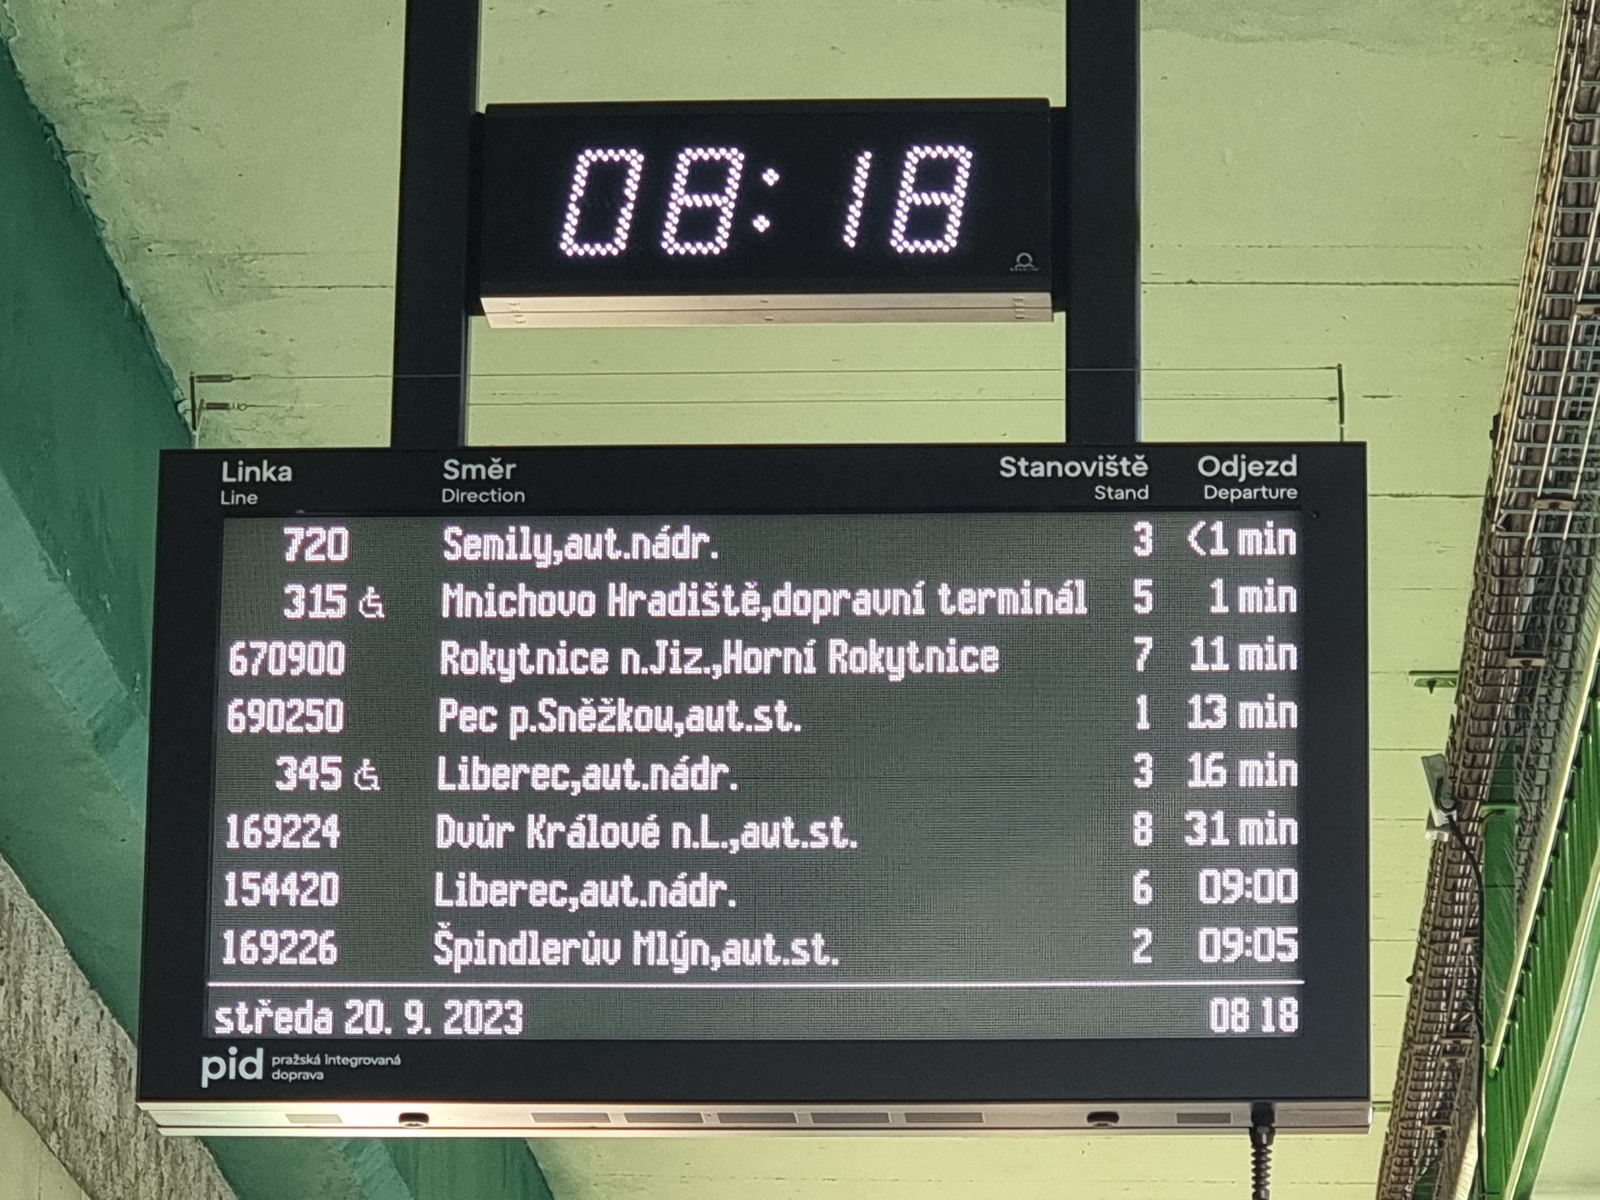 08:18
Linka Směr Stanoviště Odjezd
Line Direction Stand Departure
720 Semily,aut.nádr. 3 <1 min
315 Mnichovo Hradiště,dopravní terminál 5 1 min
670900 Rokytnice n.Jiz.,Horní Rokytnice 7 11 min
690250 Pec p.Sněžkou,aut.st. 1 13 min
345 Liberec,aut.nádr. 3 16 min
169224 Dvůr Králové n.L.,aut.st. 8 31 min
154420 Liberec,aut.nádr. 6 09:00
169226 Špindlerův Mlýn,aut.st. 2 09:05
středa 20. 9. 2023 08 18
pid pražská integrovaná
doprava